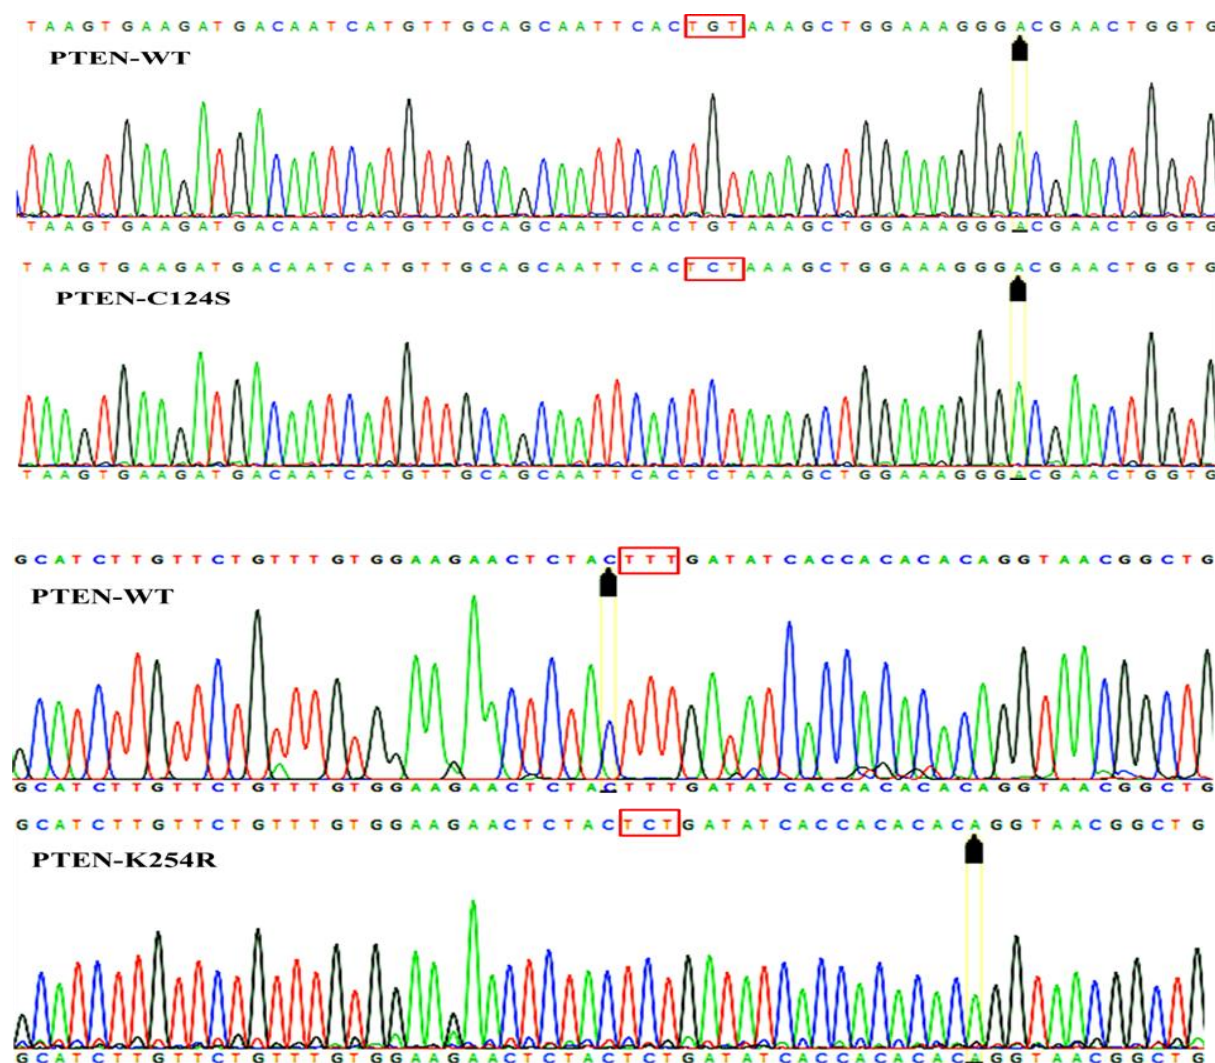 TAAGTGAAGATGACAATCATGTTGCAGCAATTCACTGTAAAGCTGGAAAGGGACGAACTGGTG
PTEN-WT
TAAGTGAAGATGACAATCATGTTGCAGCAATTCACTGTAAAGCTGGAAAGGGACGAACTGGTG
TAAGTGAAGATGACAATCATGTTGCAGCAATTCACTCTAAAGCTGGAAAGGGACGAACTGGTG
PTEN-C124S
TAAGTGAAGATGACAATCATGTTGCAGCAATTCACTCTAAAGCTGGAAAGGGACGAACTGGTG
GCATCTTGTTCTGTTTGTGGAAGAACTCTACTTTGATATCACCACACACAGGTAACGGCTG
PTEN-WT
GCATCTTGTTCTGTTTGTGGAAGAACTCTACTTTGATATCACCACACACAGGTAACGGCTG
GCATCTTGTTCTGTTTGTGGAAGAACTCTACTCTGATATCACCACACACAGGTAACGGCTG
PTEN-K254R
GCATCTTGTTCTGTTTGTGGAAGAACTCTACTCTGATATCACCACACACAGGTAACGGCTG